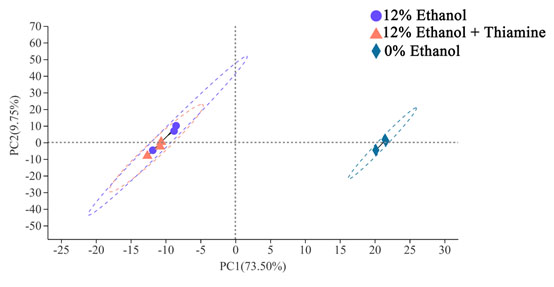 12% Ethanol
12% Ethanol + Thiamine
0% Ethanol
70
60
50
40
30
20
10
0
-10
-20
-30
-40
-50
PC2(9.75%)
-25 -20 -15 -10 -5 0 5 10 15 20 25 30
PC1(73.50%)